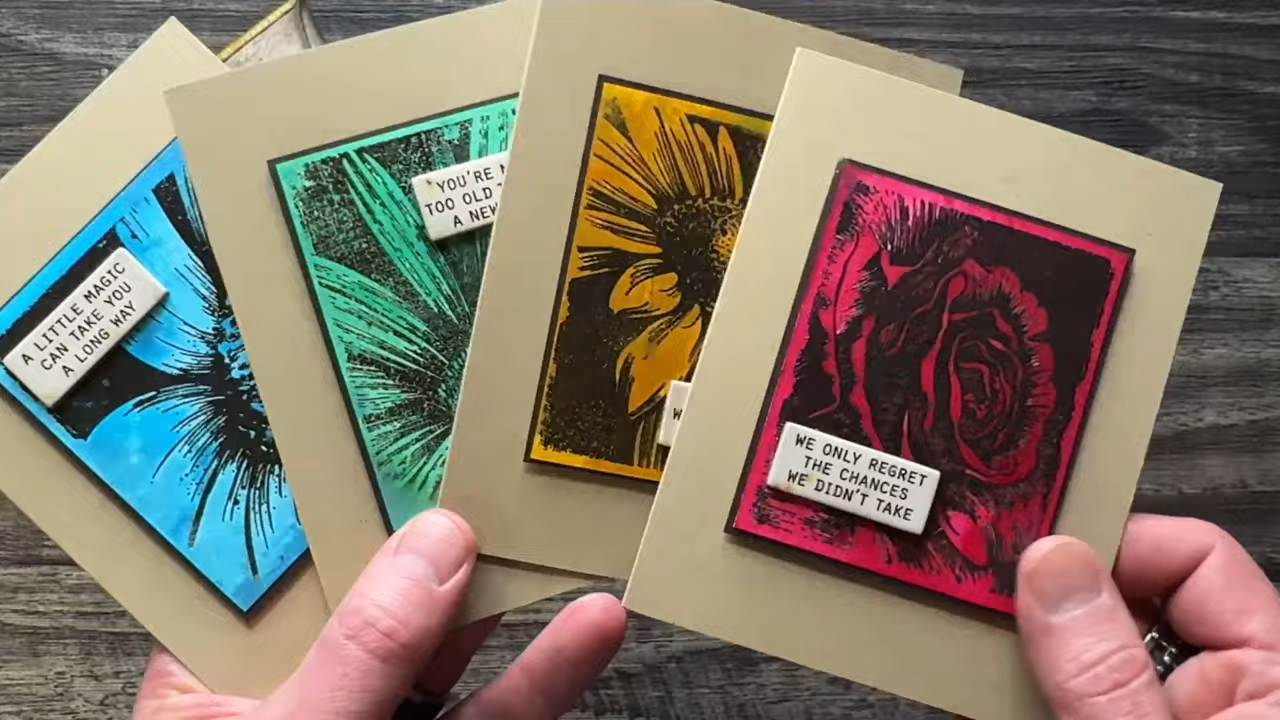 A LITTLE MAGIC
CAN TAKE YOU
A LONG WAY
YOU'RE
TOO OLD
A NEW
WE ONLY REGRET
THE CHANCES
WE DIDN'T TAKE